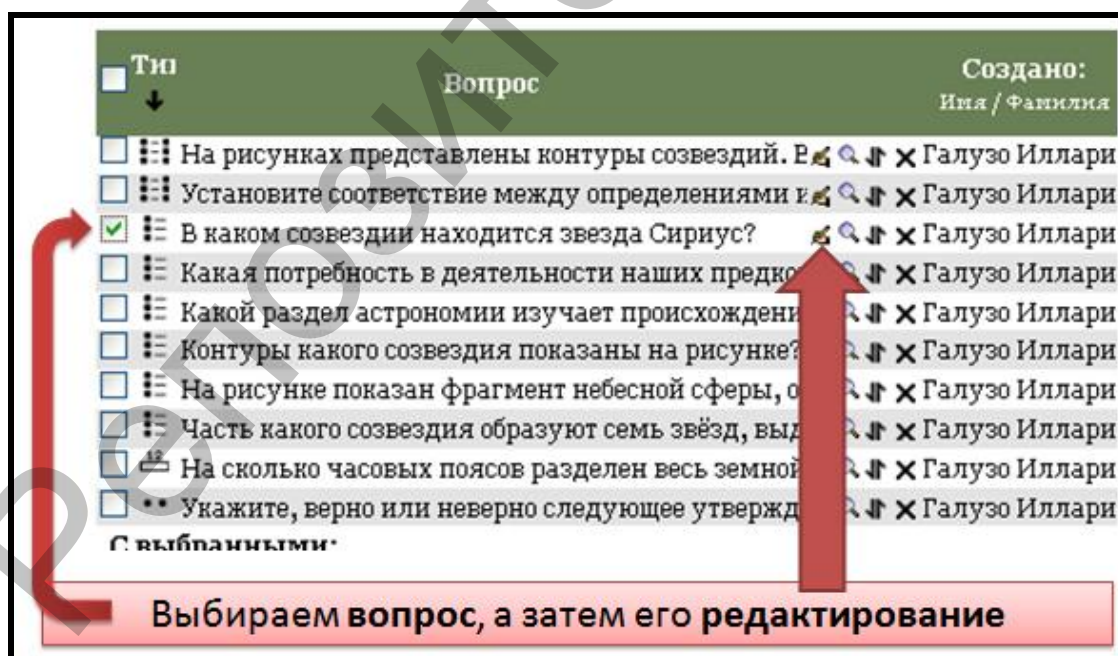 Тип
Вопрос
Создано:
Имя / Фамилия
На рисунках представлены контуры созвездий. В Галузо Иллари
Установите соответствие между определениями и Галузо Иллари
В каком созвездии находится звезда Сириус? Галузо Иллари
Какая потребность в деятельности наших предко Галузо Иллари
Какой раздел астрономии изучает происхождени Галузо Иллари
Контуры какого созвездия показаны на рисунке? Галузо Иллари
На рисунке показан фрагмент небесной сферы, о Галузо Иллари
Часть какого созвездия образуют семь звёзд, выд Галузо Иллари
12 На сколько часовых поясов разделен весь земной Галузо Иллари
Укажите, верно или неверно следующее утвержд Галузо Иллари
С выбранными:
Выбираем вопрос, а затем его редактирование
Репозит